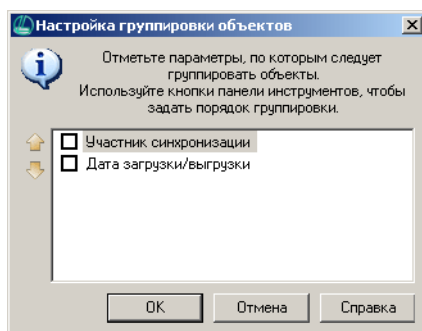 Настройка группировки объектов
Отметьте параметры, по которым следует
группировать объекты.
Используйте кнопки панели инструментов, чтобы
задать порядок группировки.
Участник синхронизации
Дата загрузки/выгрузки
ОК Отмена Справка